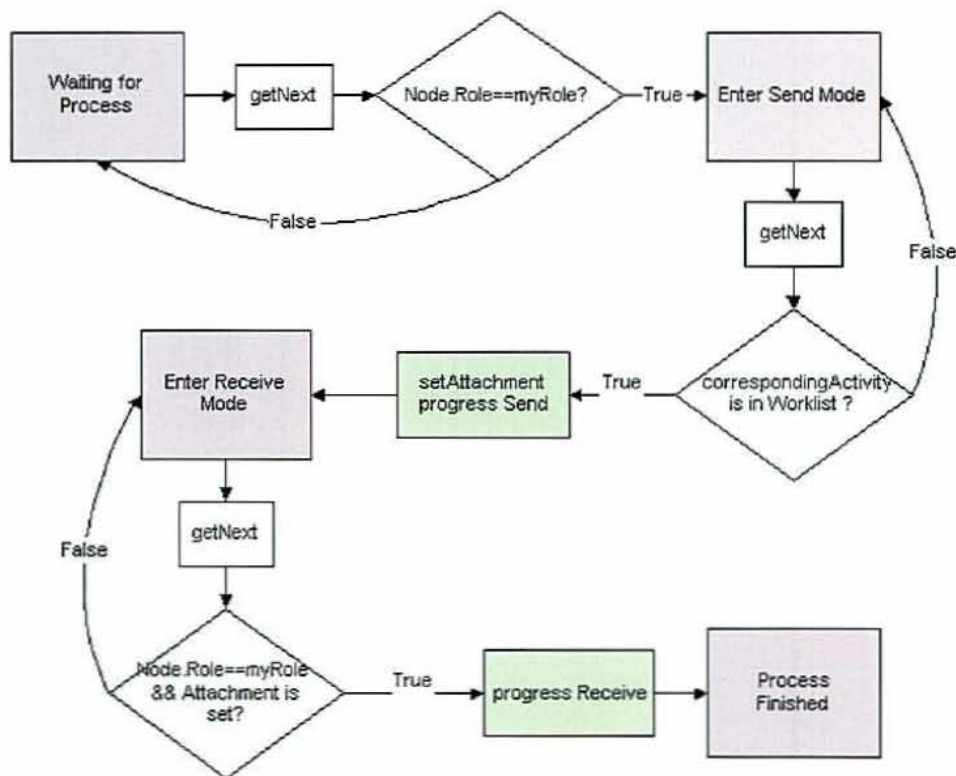 Waiting for
Process
getNext
Node.Role==myRole?
True
Enter Send Mode
False
getNext
False
correspondingActivity
is in Worklist ?
True
setAttachment
progress Send
Enter Receive
Mode
getNext
False
Node.Role==myRole
&& Attachment is
set?
True
progress Receive
Process
Finished